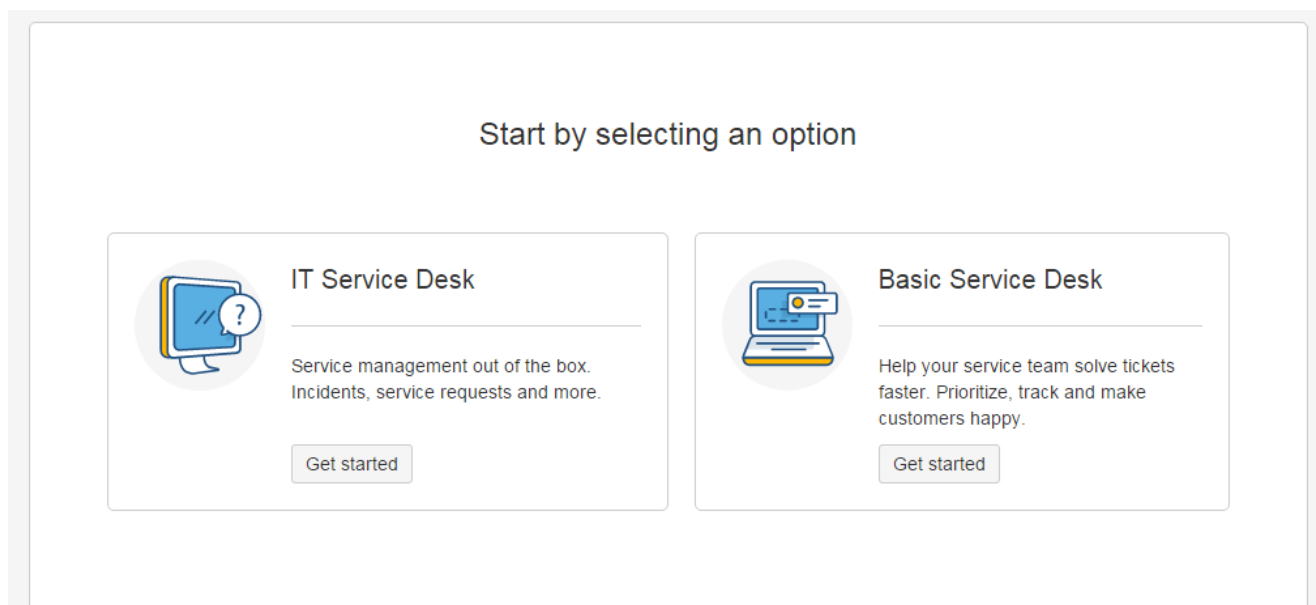 Start by selecting an option
IT Service Desk
Service management out of the box.
Incidents, service requests and more.
Get started
Basic Service Desk
Help your service team solve tickets
faster. Prioritize, track and make
customers happy.
Get started
?